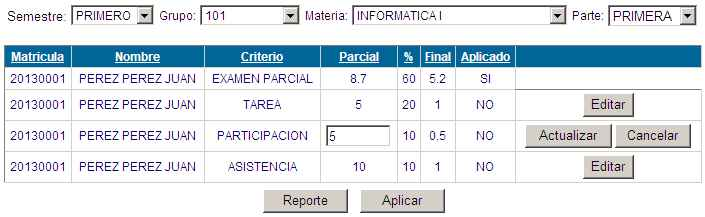 Semestre: PRIMERO Grupo: 101 Materia: INFORMATICA I Parte: PRIMERA
Matricula Nombre Criterio Parcial % Final Aplicado
20130001 PEREZ PEREZ JUAN EXAMEN PARCIAL 8.7 60 5.2 SI
20130001 PEREZ PEREZ JUAN TAREA 5 20 1 NO Editar
20130001 PEREZ PEREZ JUAN PARTICIPACION 5 10 0.5 NO Actualizar Cancelar
20130001 PEREZ PEREZ JUAN ASISTENCIA 10 10 1 NO Editar
Reporte Aplicar